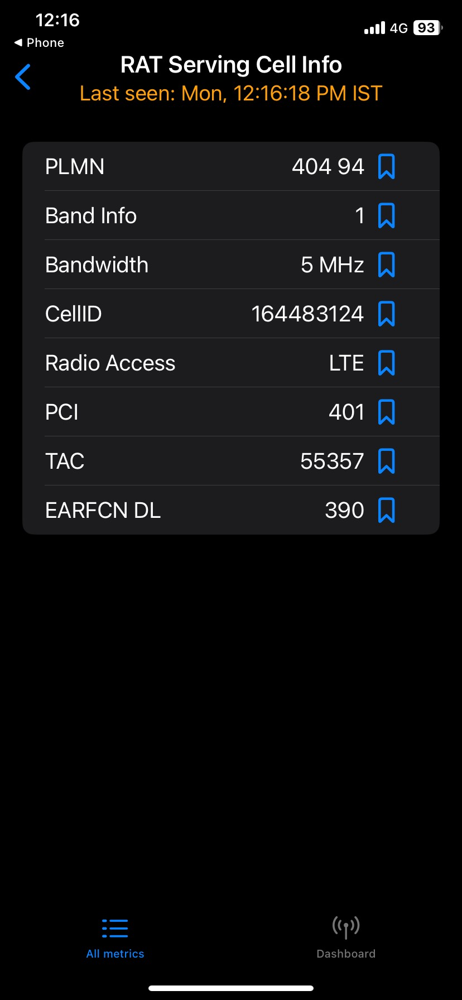 12:16
4G 93
◀ Phone
RAT Serving Cell Info
Last seen: Mon, 12:16:18 PM IST
PLMN 404 94
Band Info 1
Bandwidth 5 MHz
CellID 164483124
Radio Access LTE
PCI 401
TAC 55357
EARFCN DL 390
All metrics Dashboard